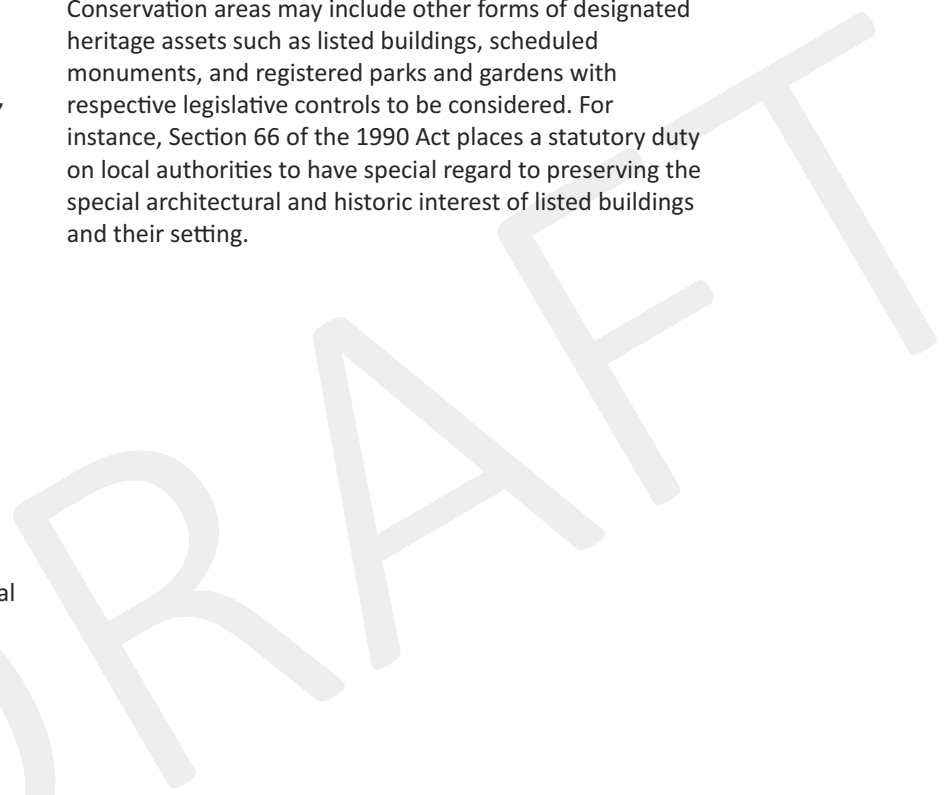 Conservation areas may include other forms of designated
heritage assets such as listed buildings, scheduled
monuments, and registered parks and gardens with
respective legislative controls to be considered. For
instance, Section 66 of the 1990 Act places a statutory duty
on local authorities to have special regard to preserving the
special architectural and historic interest of listed buildings
and their setting.
al
DRAFT